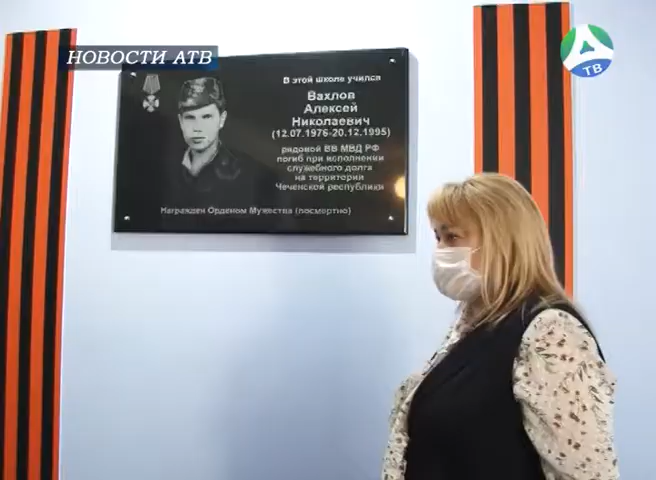 НОВОСТИ АТВ
ТВ
В этой школе учился
Вахлов
Алексей
Николаевич
(12.07.1976-20.12.1995)
рядовой ВВ МВД РФ
погиб при исполнении
служебного долга
на территории
Чеченской республики
Награжден Орденом Мужества (посмертно)